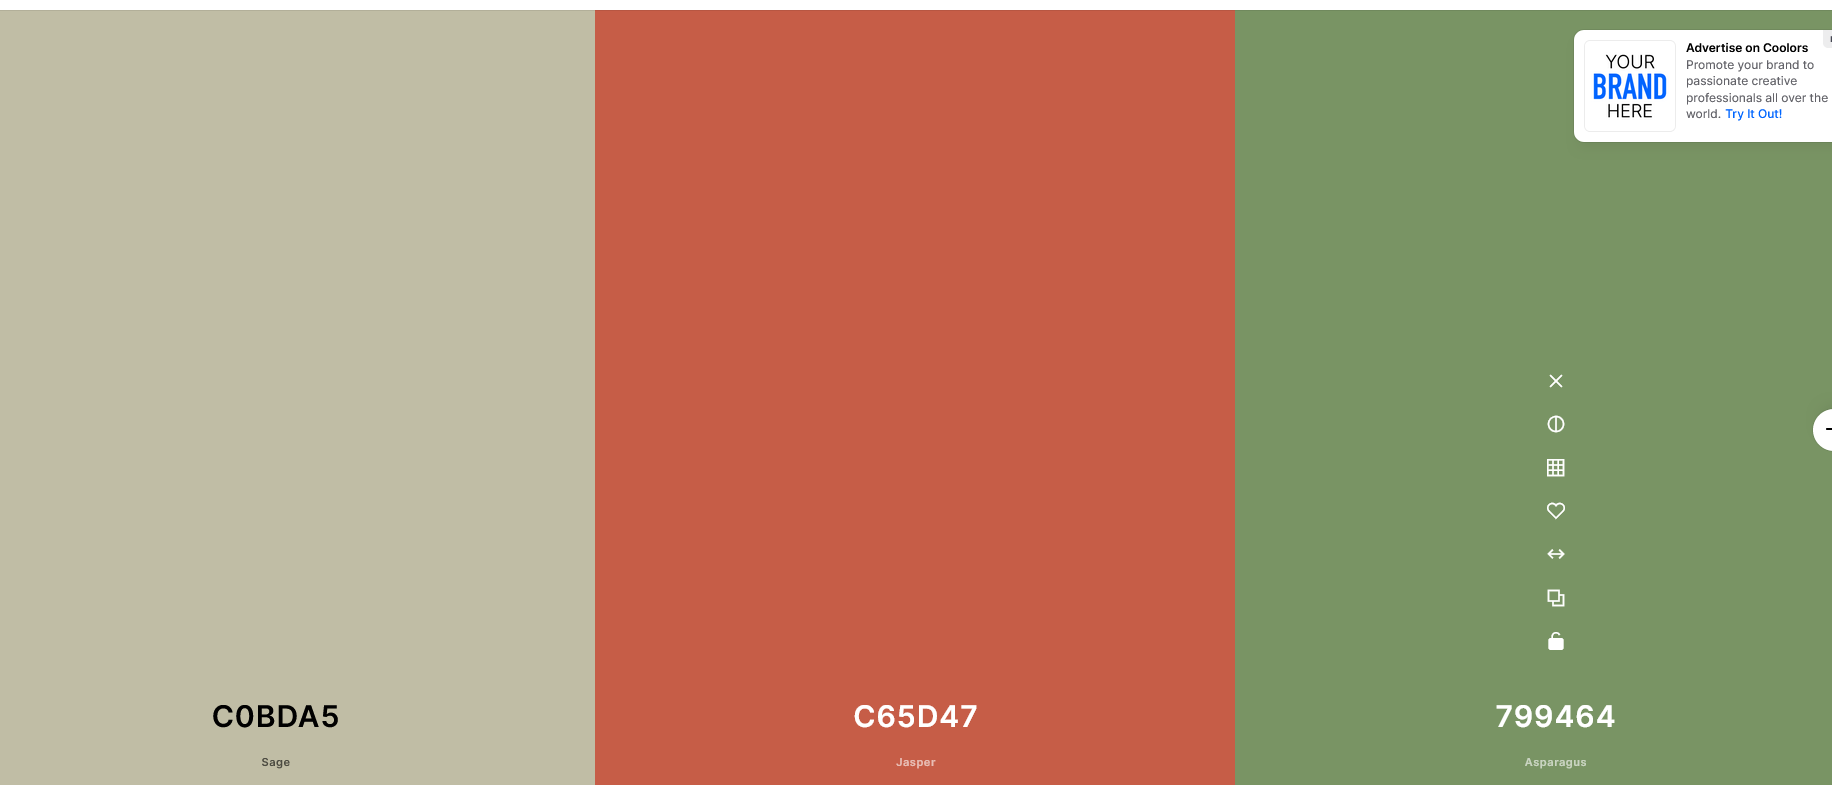 YOUR
BRAND
HERE
Advertise on Coolors
Promote your brand to
passionate creative
professionals all over the
world. Try It Out!
C0BDA5
Sage
C65D47
Jasper
799464
Asparagus